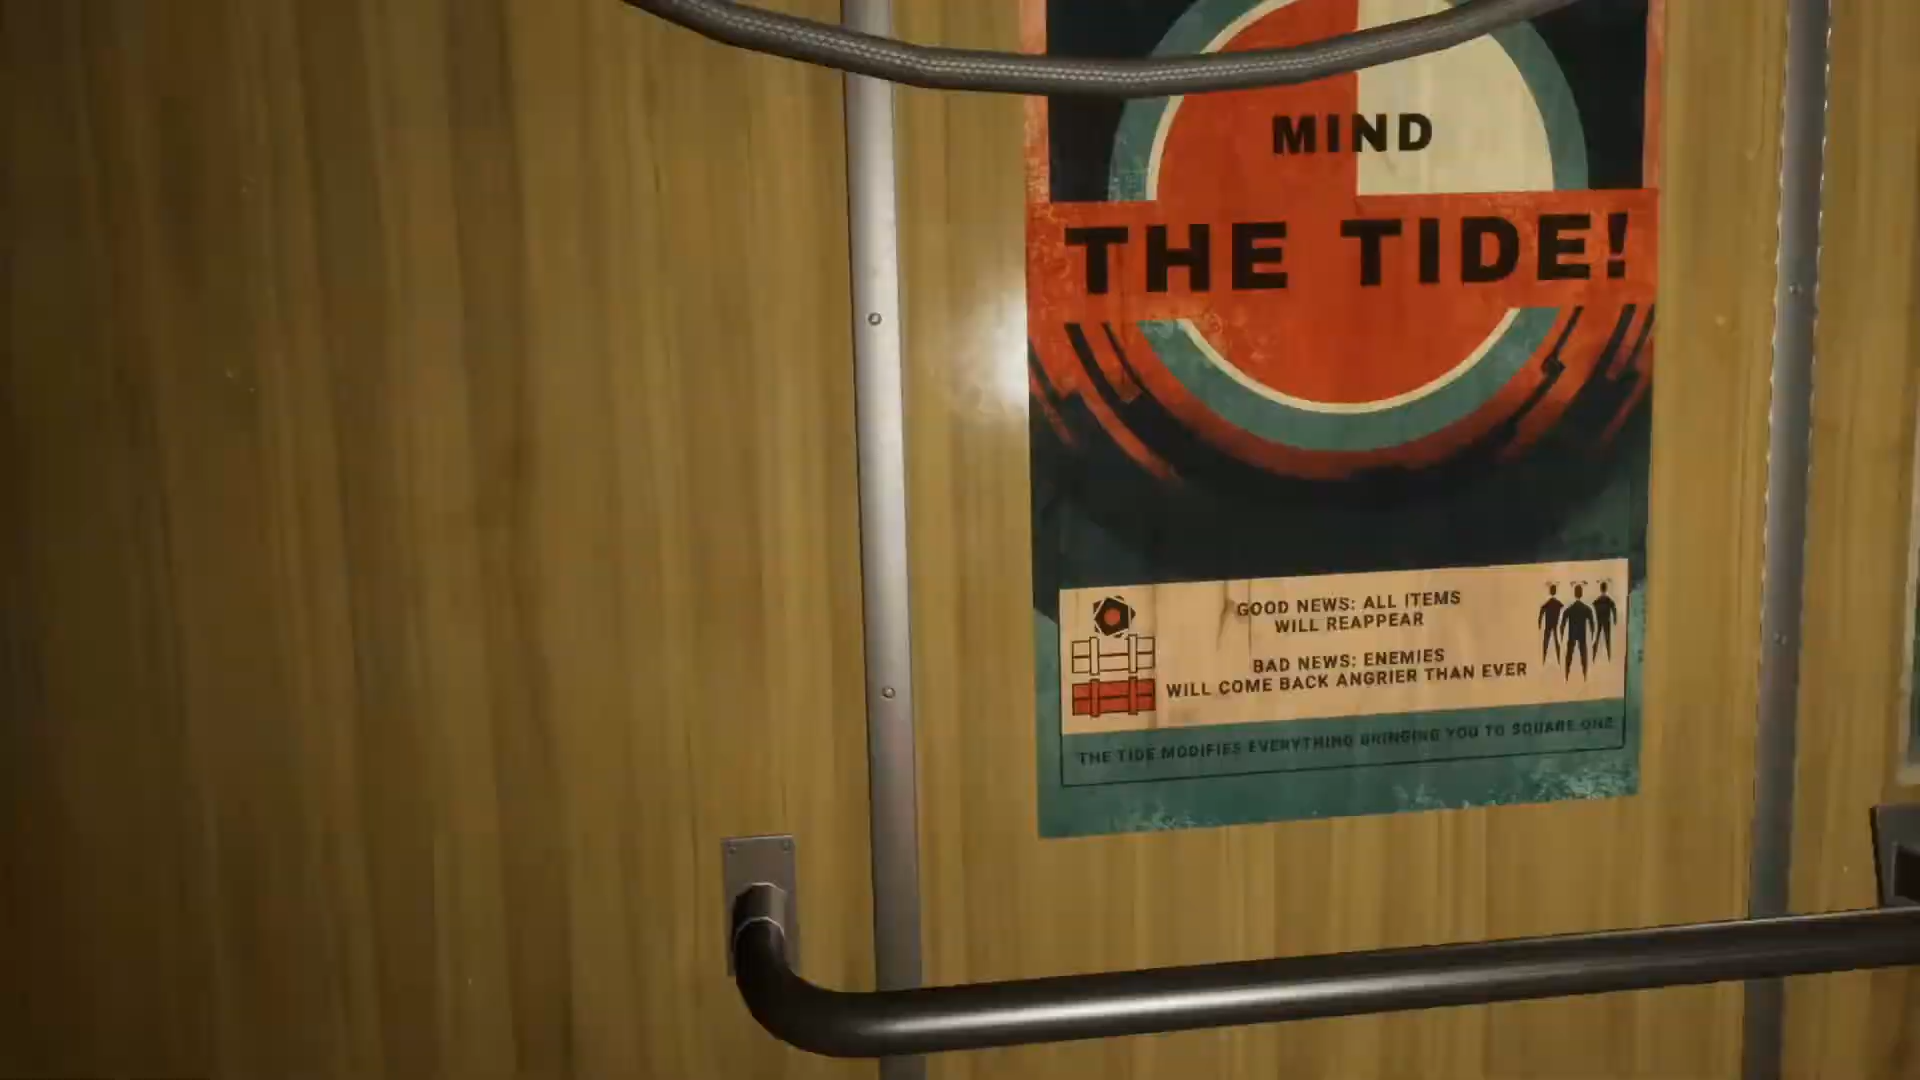 MIND
THE TIDE!
GOOD NEWS: ALL ITEMS
WILL REAPPEAR
BAD NEWS: ENEMIES
WILL COME BACK ANGRIER THAN EVER
THE TIDE MODIFIES EVERYTHING BRINGING YOU TO SQUARE ONE